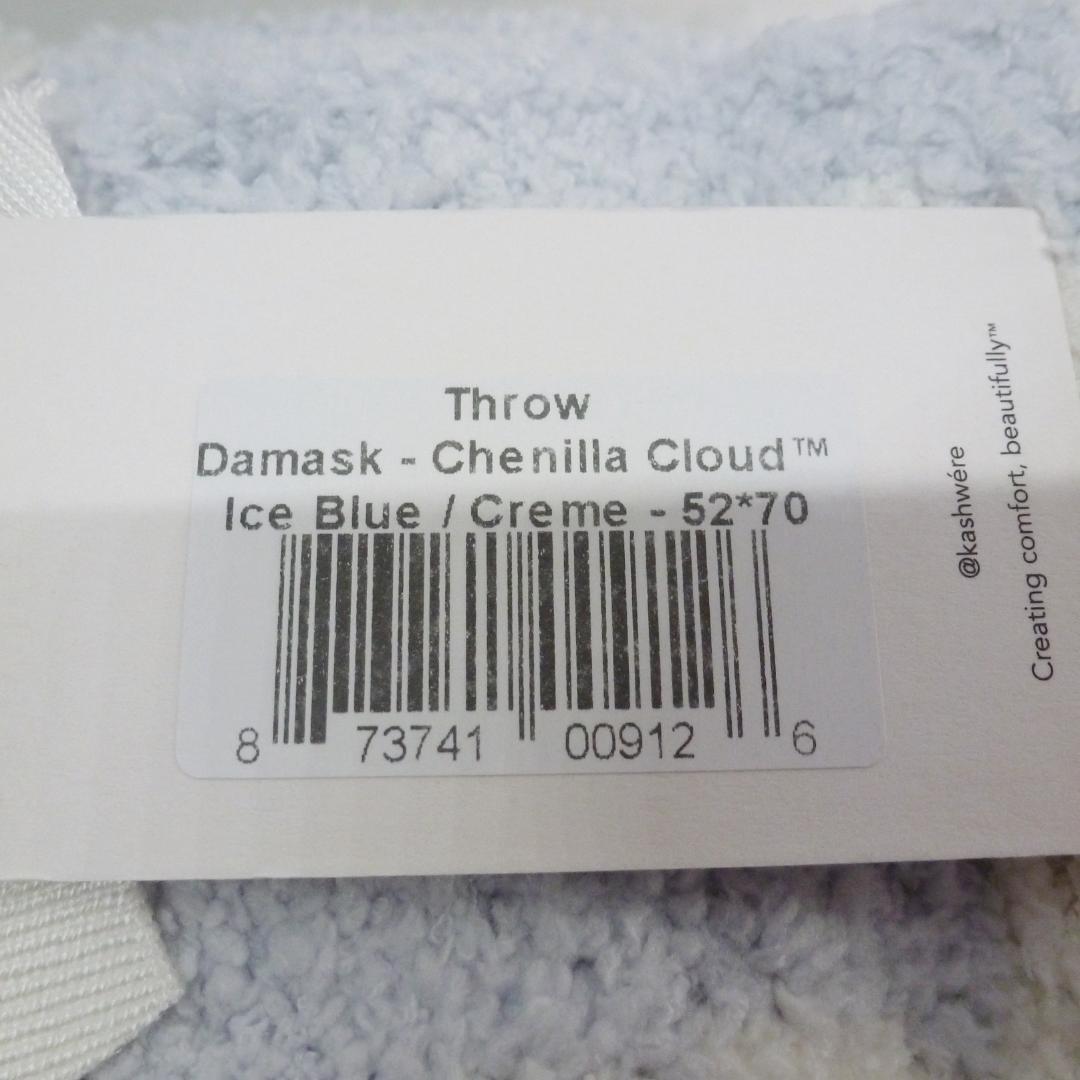 Throw
Damask - Chenilla Cloud™
Ice Blue / Creme - 52*70
8 73741 00912 6
@kashwére
Creating comfort, beautifully™